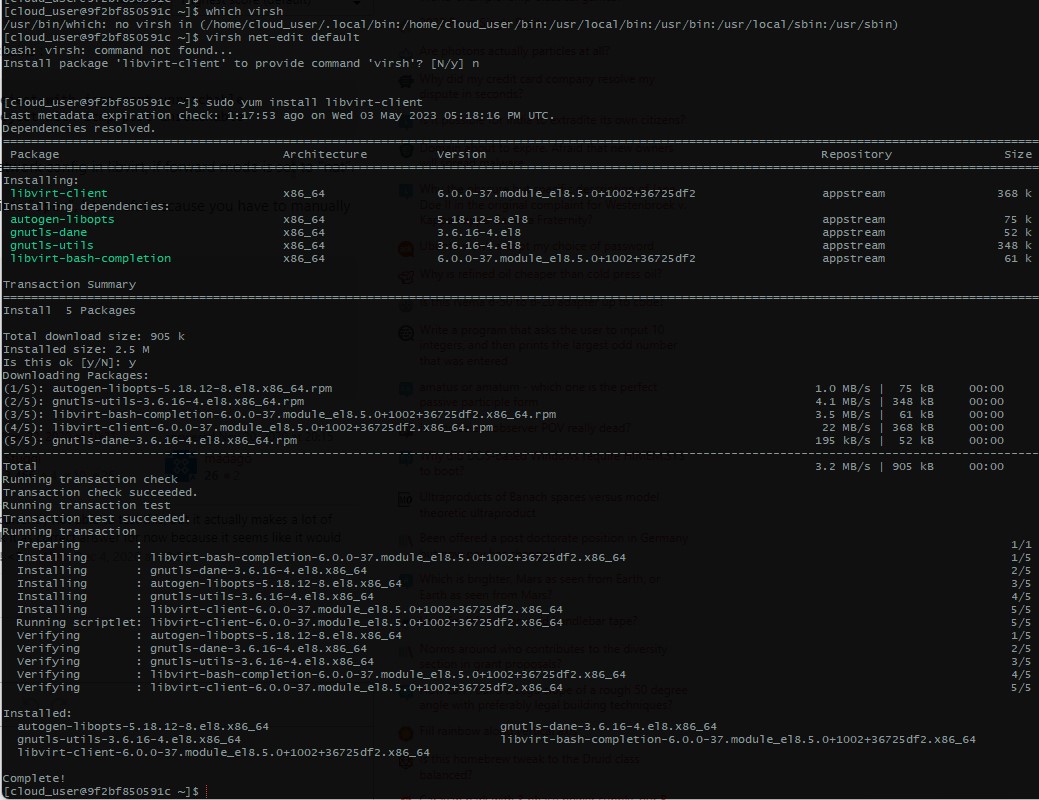 [cloud_user@9f2bf850591c ~]$ which virsh
/usr/bin/which: no virsh in (/home/cloud_user/.local/bin:/home/cloud_user/bin:/usr/local/bin:/usr/bin:/usr/local/sbin:/usr/sbin)
[cloud_user@9f2bf850591c ~]$ virsh net-edit default
bash: virsh: command not found...
Install package 'libvirt-client' to provide command 'virsh'? [N/y] n
[cloud_user@9f2bf850591c ~]$ sudo yum install libvirt-client
Last metadata expiration check: 1:17:53 ago on Wed 03 May 2023 05:18:16 PM UTC.
Dependencies resolved.
Package Architecture Version Repository Size
Installing:
libvirt-client x86_64 6.0.0-37.module_el8.5.0+1002+36725df2 appstream 368 k
Installing dependencies:
autogen-libopts x86_64 5.18.12-8.el8 appstream 75 k
gnutls-dane x86_64 3.6.16-4.el8 appstream 52 k
gnutls-utils x86_64 3.6.16-4.el8 appstream 348 k
libvirt-bash-completion x86_64 6.0.0-37.module_el8.5.0+1002+36725df2 appstream 61 k
Transaction Summary
Install  5 Packages
Total download size: 905 k
Installed size: 2.5 M
Is this ok [y/N]: y
Downloading Packages:
(1/5): autogen-libopts-5.18.12-8.el8.x86_64.rpm 1.0 MB/s | 75 kB 00:00
(2/5): gnutls-utils-3.6.16-4.el8.x86_64.rpm 4.1 MB/s | 348 kB 00:00
(3/5): libvirt-bash-completion-6.0.0-37.module_el8.5.0+1002+36725df2.x86_64.rpm 3.5 MB/s | 61 kB 00:00
(4/5): libvirt-client-6.0.0-37.module_el8.5.0+1002+36725df2.x86_64.rpm 22 MB/s | 368 kB 00:00
(5/5): gnutls-dane-3.6.16-4.el8.x86_64.rpm 195 kB/s | 52 kB 00:00
Total 3.2 MB/s | 905 kB 00:00
Running transaction check
Transaction check succeeded.
Running transaction test
Transaction test succeeded.
Running transaction
Preparing : 1/1
Installing : libvirt-bash-completion-6.0.0-37.module_el8.5.0+1002+36725df2.x86_64 1/5
Installing : gnutls-dane-3.6.16-4.el8.x86_64 2/5
Installing : autogen-libopts-5.18.12-8.el8.x86_64 3/5
Installing : gnutls-utils-3.6.16-4.el8.x86_64 4/5
Installing : libvirt-client-6.0.0-37.module_el8.5.0+1002+36725df2.x86_64 5/5
Running scriptlet: libvirt-client-6.0.0-37.module_el8.5.0+1002+36725df2.x86_64 5/5
Verifying : autogen-libopts-5.18.12-8.el8.x86_64 1/5
Verifying : gnutls-dane-3.6.16-4.el8.x86_64 2/5
Verifying : gnutls-utils-3.6.16-4.el8.x86_64 3/5
Verifying : libvirt-bash-completion-6.0.0-37.module_el8.5.0+1002+36725df2.x86_64 4/5
Verifying : libvirt-client-6.0.0-37.module_el8.5.0+1002+36725df2.x86_64 5/5
Installed:
autogen-libopts-5.18.12-8.el8.x86_64 gnutls-dane-3.6.16-4.el8.x86_64
gnutls-utils-3.6.16-4.el8.x86_64 libvirt-bash-completion-6.0.0-37.module_el8.5.0+1002+36725df2.x86_64
libvirt-client-6.0.0-37.module_el8.5.0+1002+36725df2.x86_64
Complete!
[cloud_user@9f2bf850591c ~]$